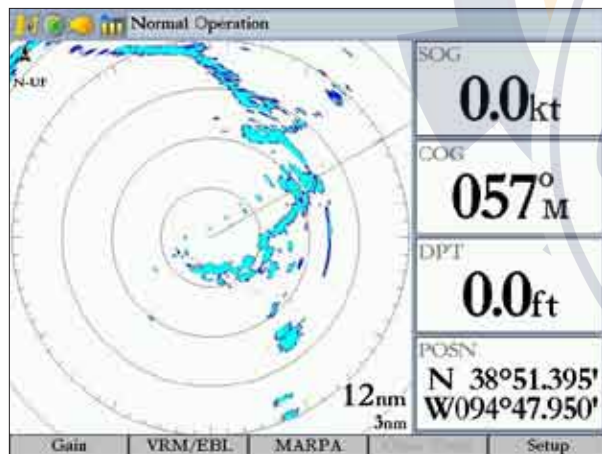 Normal Operation
N-UP
SOG
0.0kt
COG
057°M
DPT
0.0ft
POSN
N 38°51.395'
W094°47.950'
12nm
3nm
Gain
VRM/EBL
MARPA
Setup